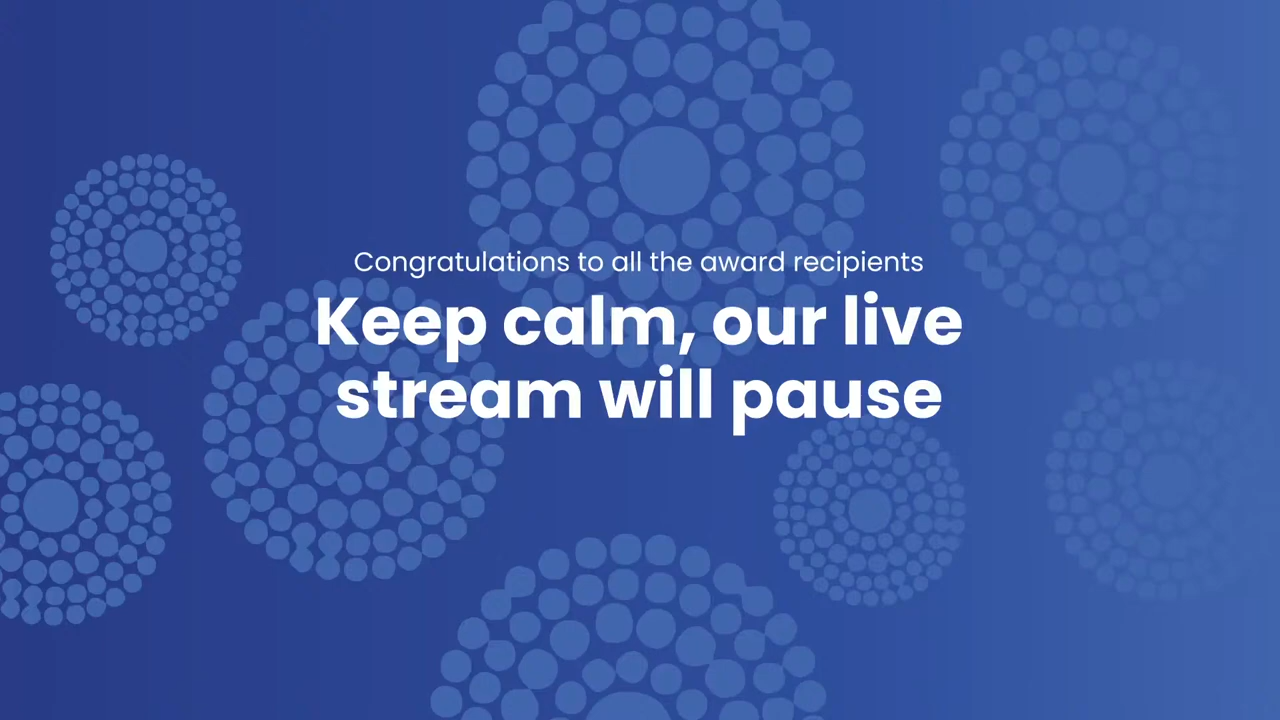 Congratulations to all the award recipients
Keep calm, our live
stream will pause